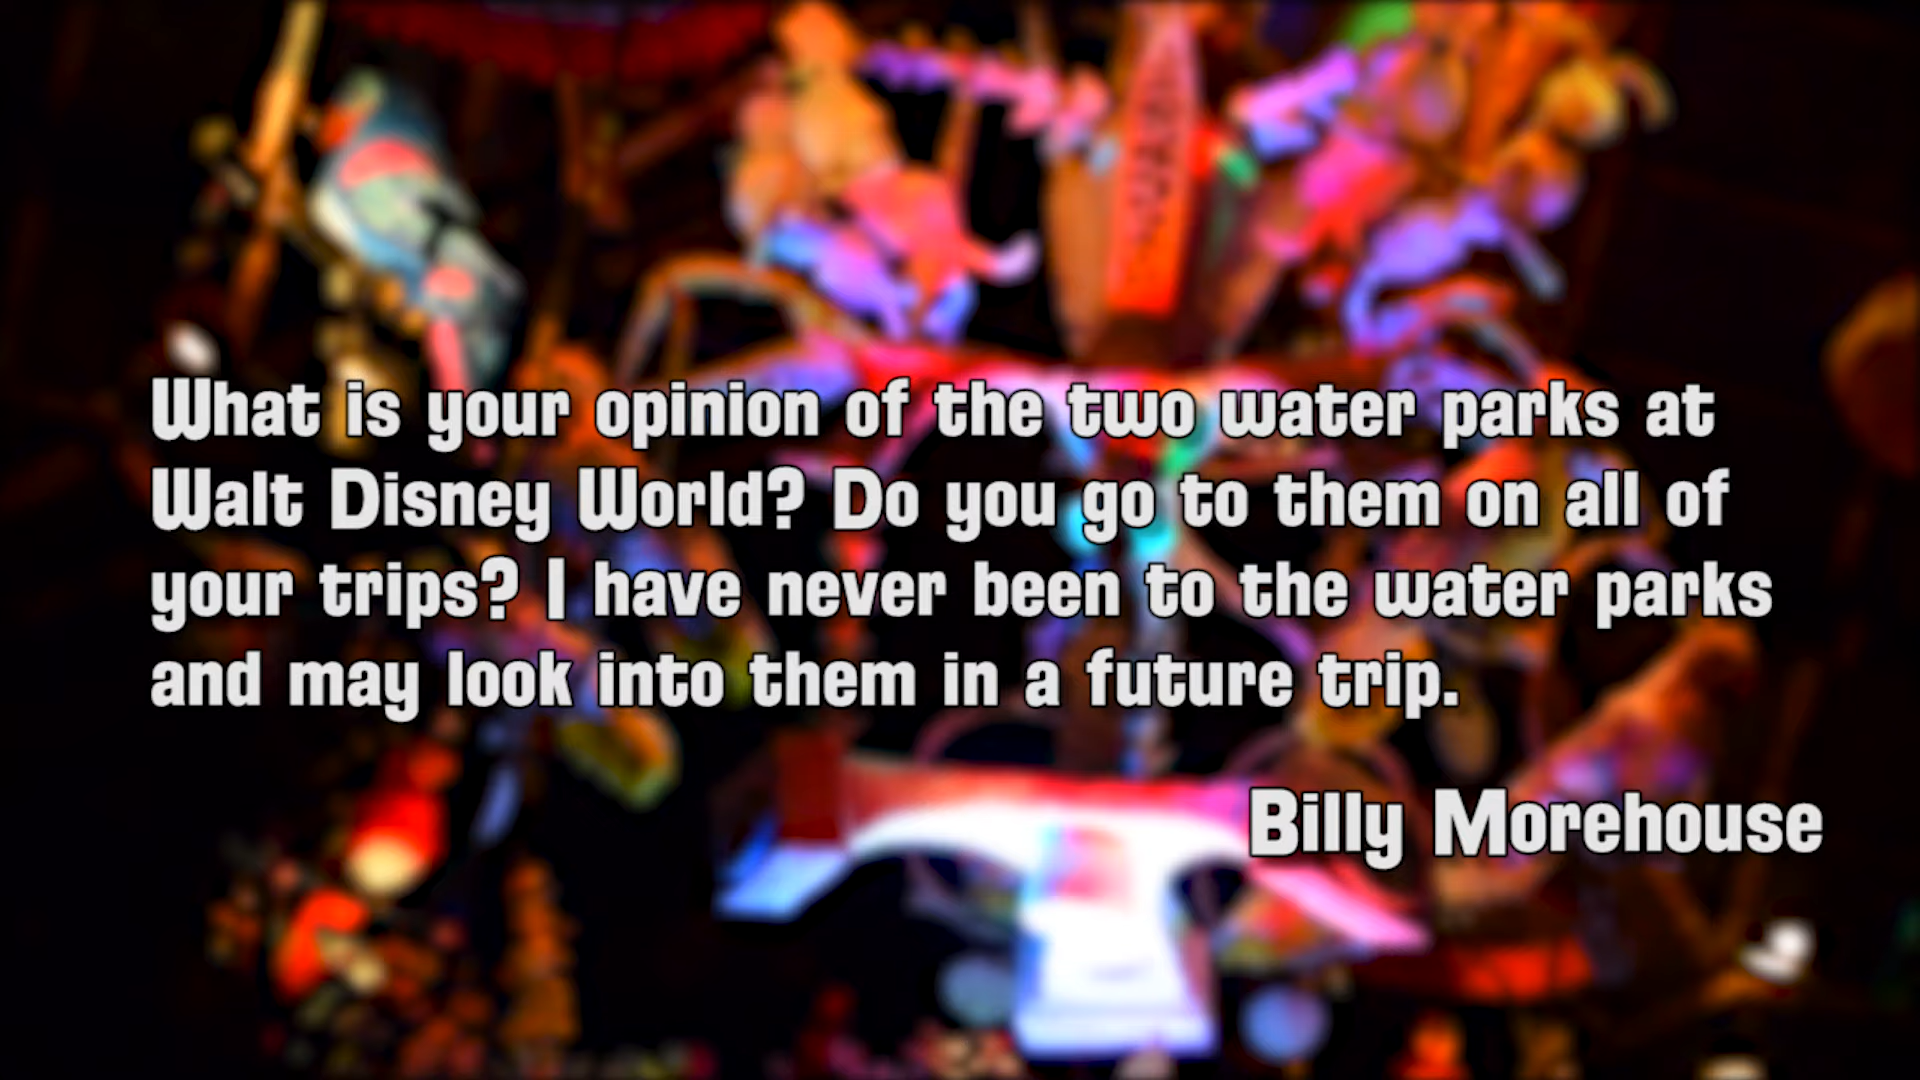 What is your opinion of the two water parks at
Walt Disney World? Do you go to them on all of
your trips? I have never been to the water parks
and may look into them in a future trip.
Billy Morehouse